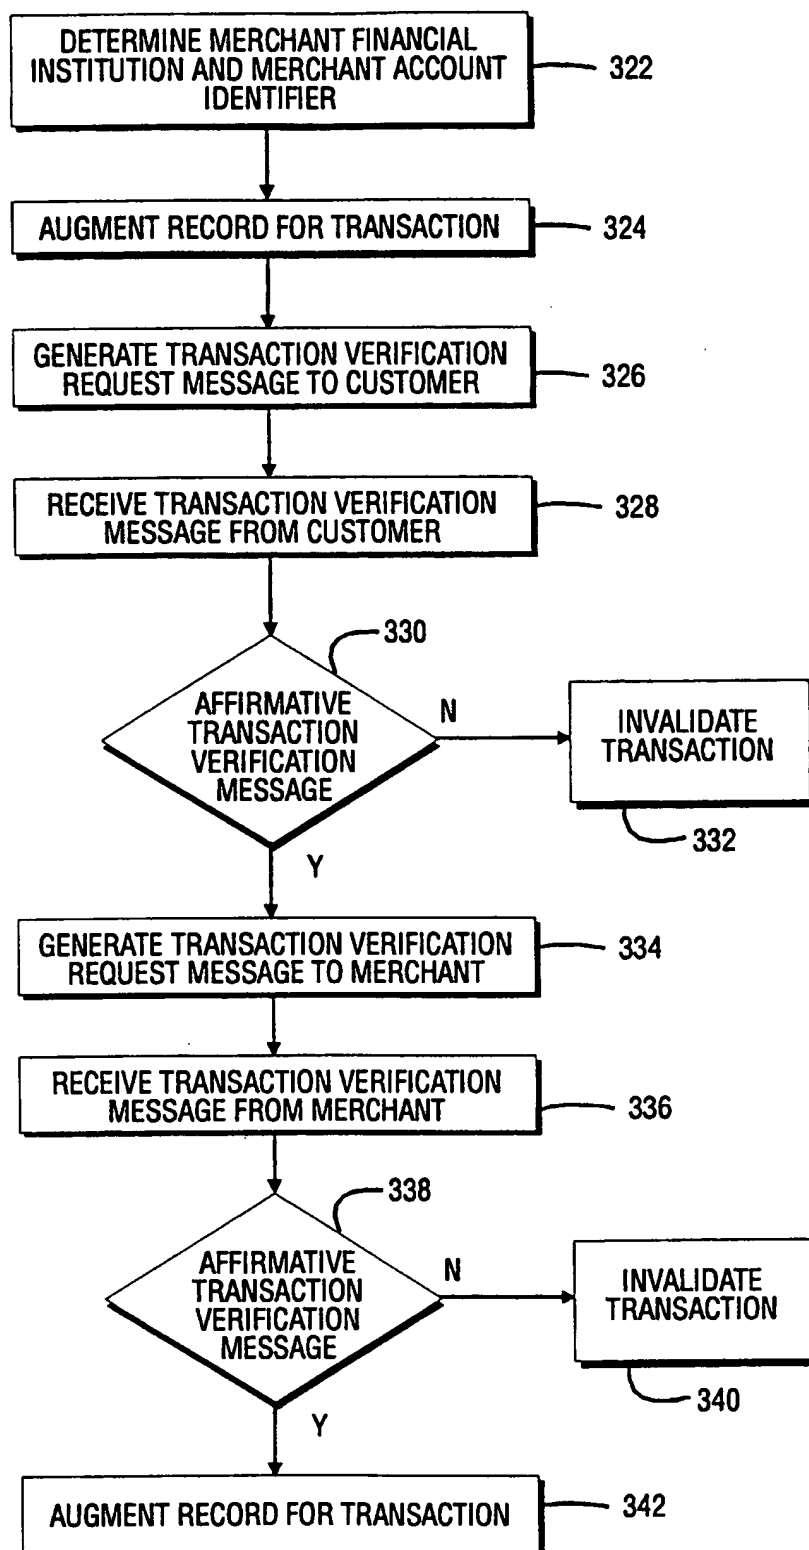 DETERMINE MERCHANT FINANCIAL
INSTITUTION AND MERCHANT ACCOUNT
IDENTIFIER
322
AUGMENT RECORD FOR TRANSACTION
324
GENERATE TRANSACTION VERIFICATION
REQUEST MESSAGE TO CUSTOMER
326
RECEIVE TRANSACTION VERIFICATION
MESSAGE FROM CUSTOMER
328
330
AFFIRMATIVE
TRANSACTION
VERIFICATION
MESSAGE
N
INVALIDATE
TRANSACTION
332
Y
GENERATE TRANSACTION VERIFICATION
REQUEST MESSAGE TO MERCHANT
334
RECEIVE TRANSACTION VERIFICATION
MESSAGE FROM MERCHANT
336
338
AFFIRMATIVE
TRANSACTION
VERIFICATION
MESSAGE
N
INVALIDATE
TRANSACTION
340
Y
AUGMENT RECORD FOR TRANSACTION
342